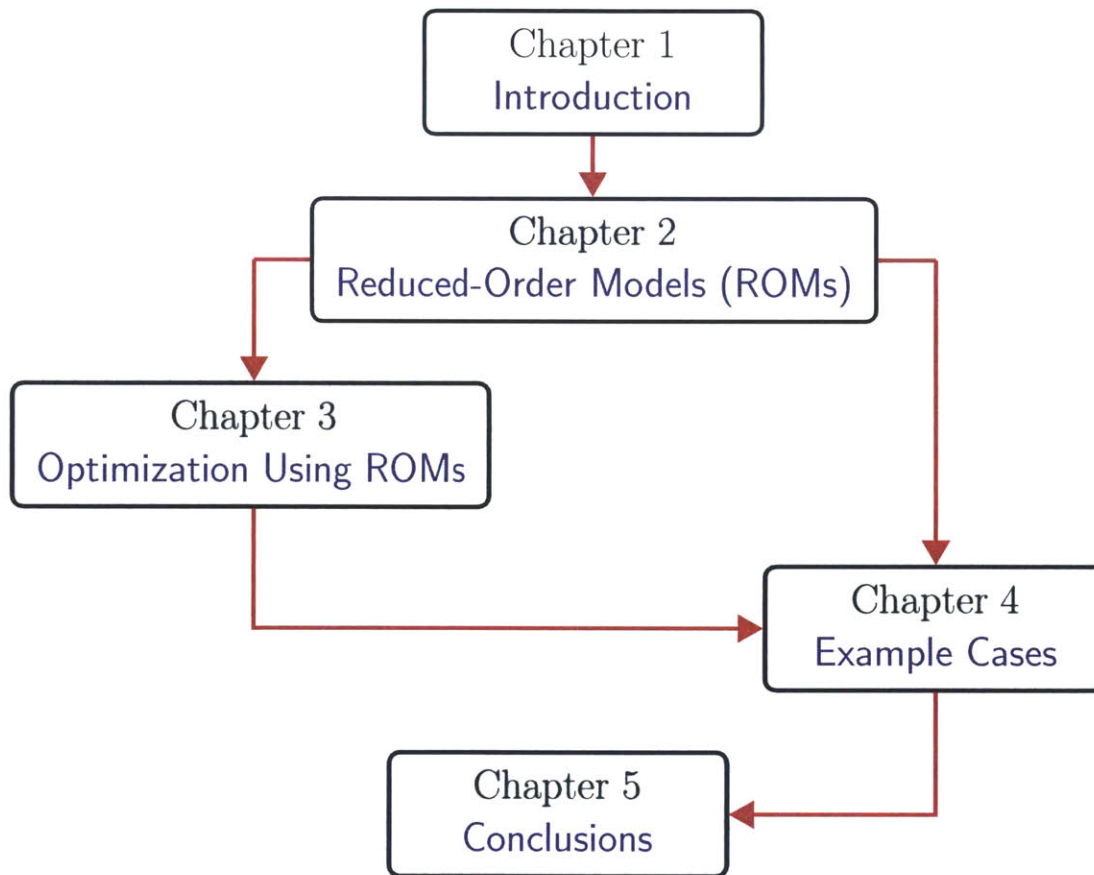 Chapter 1
Introduction
Chapter 2
Reduced-Order Models (ROMs)
Chapter 3
Optimization Using ROMs
Chapter 4
Example Cases
Chapter 5
Conclusions